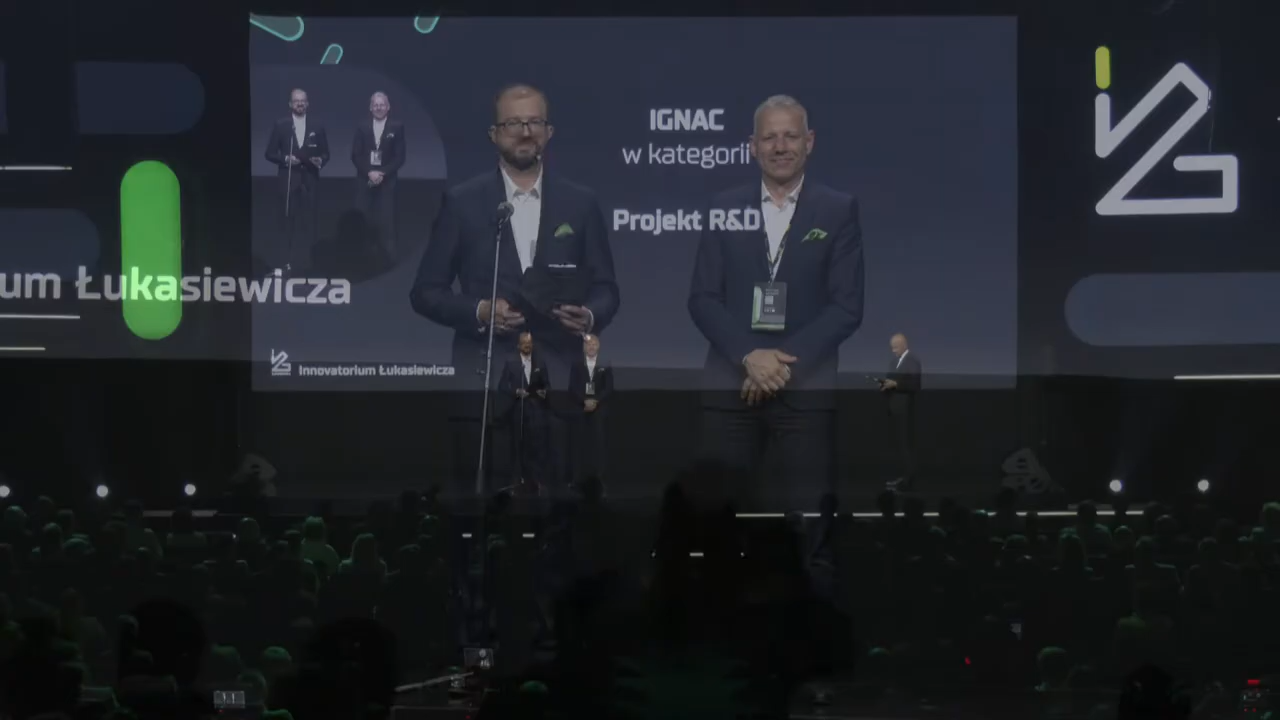 IGNAC
w kategorii
Projekt R&D
um Łukasiewicza
Innovatorium Łukasiewicza